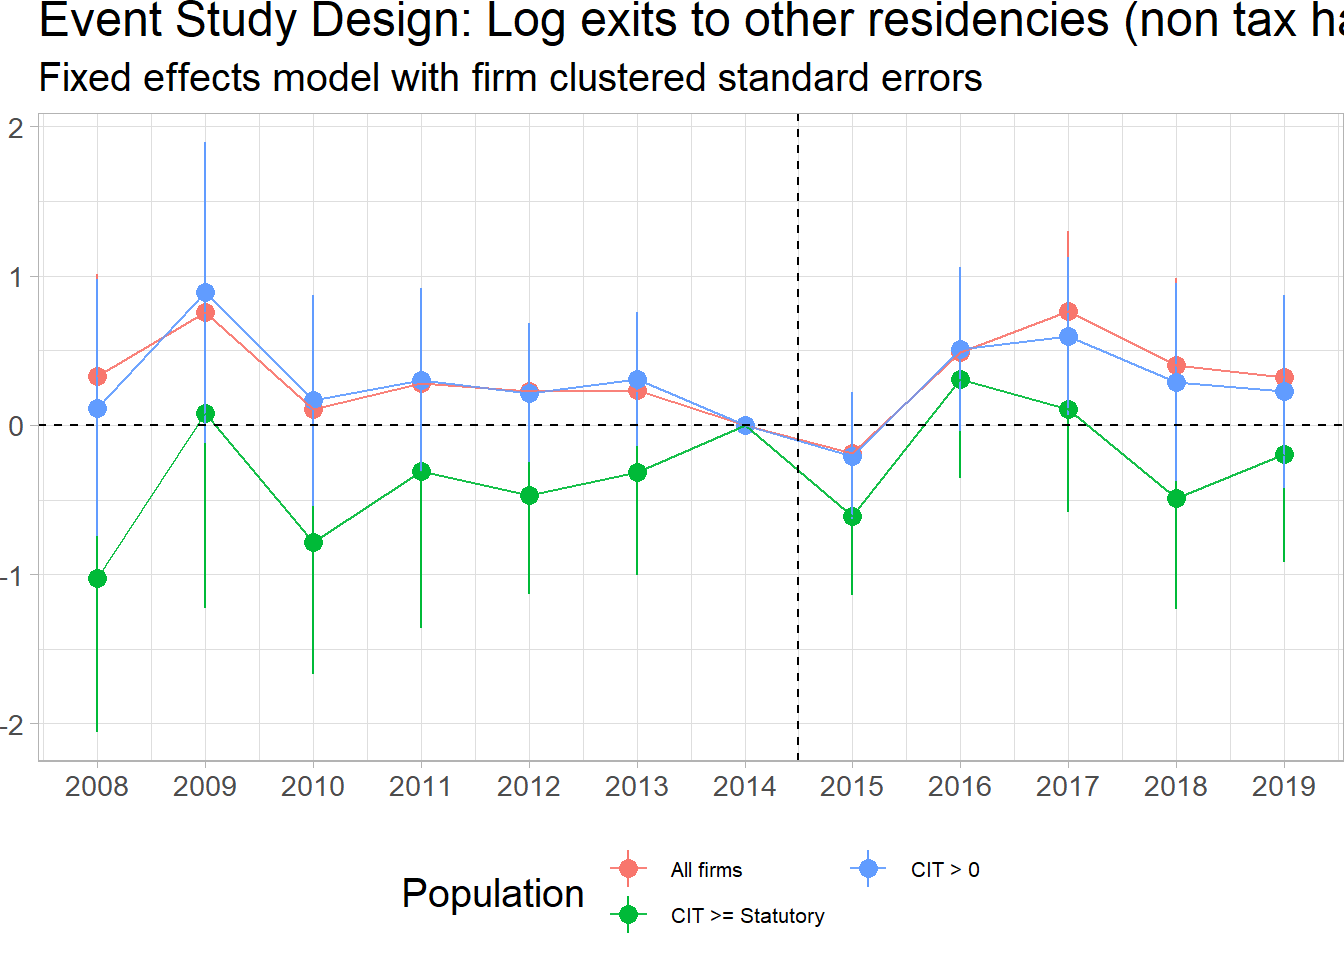 Event Study Design: Log exits to other residencies (non tax ha
Fixed effects model with firm clustered standard errors
2
1
0
-1
-2
2008 2009 2010 2011 2012 2013 2014 2015 2016 2017 2018 2019
Population
All firms
CIT > 0
CIT >= Statutory